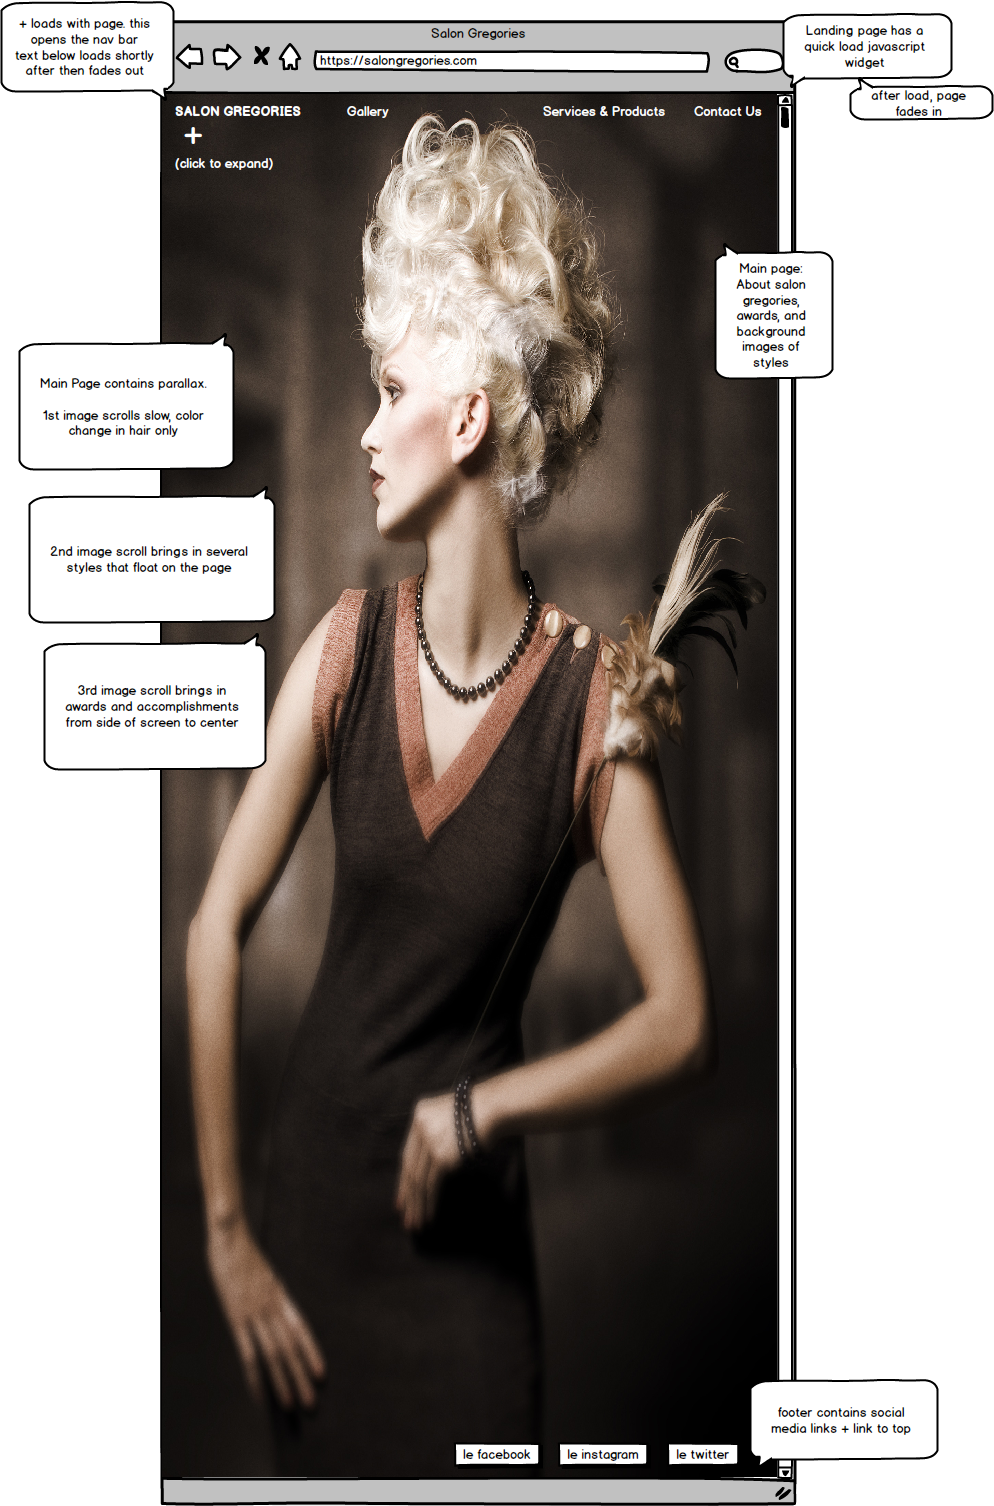 + loads with page. this
opens the nav bar
text below loads shortly
after then fades out
Salon Gregories
https://salongregories.com
Landing page has a
quick load javascript
widget
after load, page
fades in
SALON GREGORIES
Gallery
Services & Products
Contact Us
+
(click to expand)
Main page:
About salon
gregories,
awards, and
background
images of
styles
Main Page contains parallax.
1st image scrolls slow, color
change in hair only
2nd image scroll brings in several
styles that float on the page
3rd image scroll brings in
awards and accomplishments
from side of screen to center
footer contains social
media links + link to top
le facebook
le instagram
le twitter